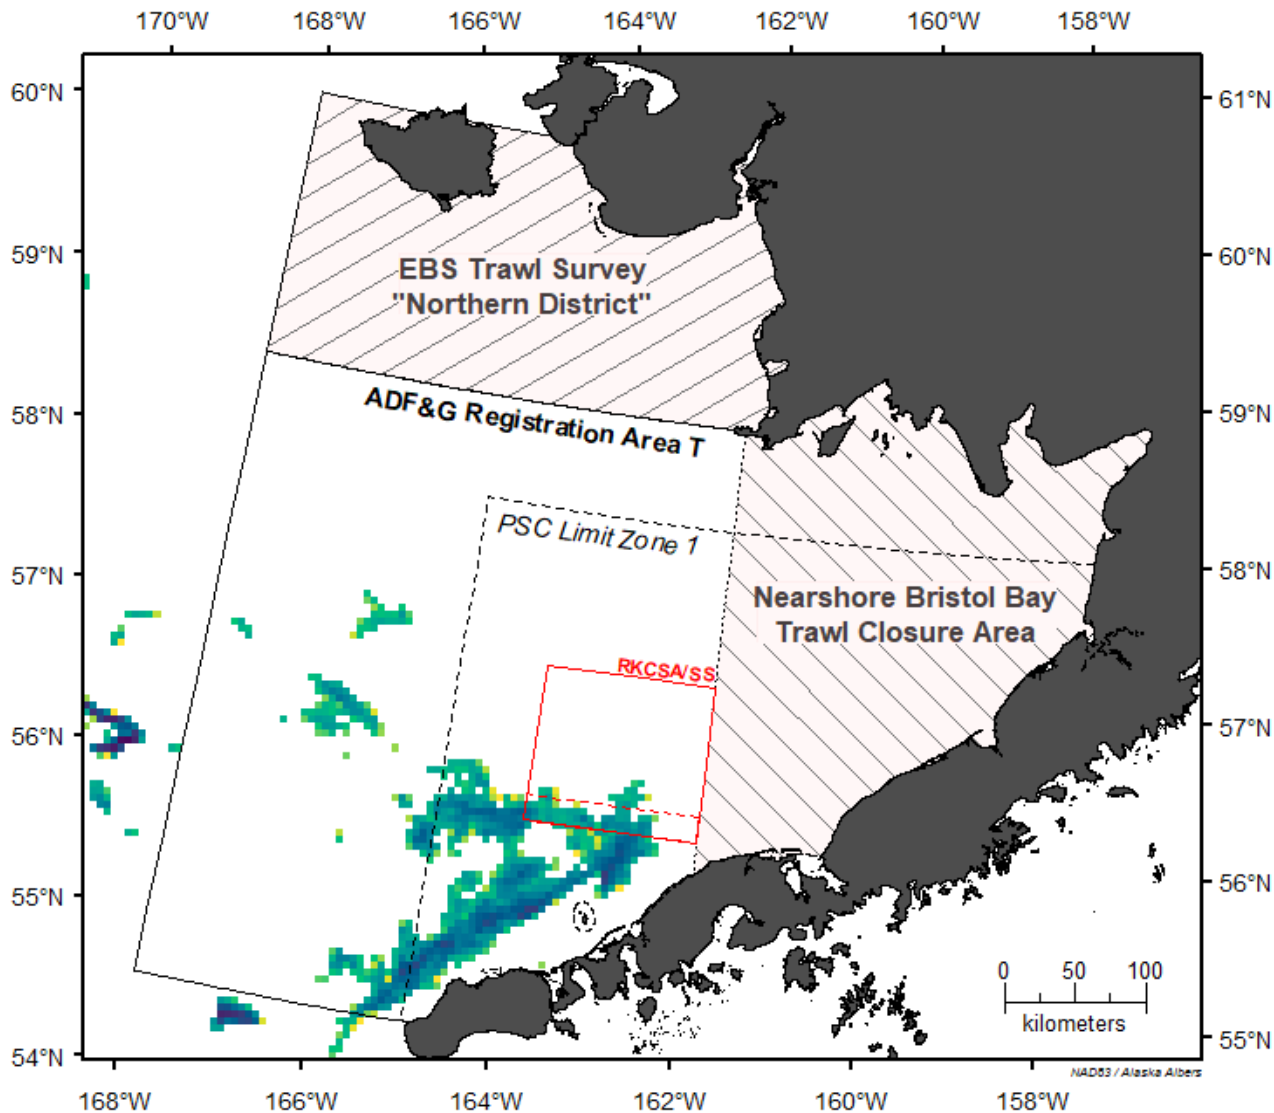 170°W 168°W 166°W 164°W 162°W 160°W 158°W
60°N
61°N
EBS Trawl Survey
"Northern District"
59°N
60°N
ADF&G Registration Area T
58°N
59°N
PSC Limit Zone 1
57°N
58°N
Nearshore Bristol Bay
Trawl Closure Area
RKCSA/SS
56°N
57°N
55°N
56°N
0 50 100
kilometers
54°N
55°N
NAD83 / Alaska Albers
168°W 166°W 164°W 162°W 160°W 158°W